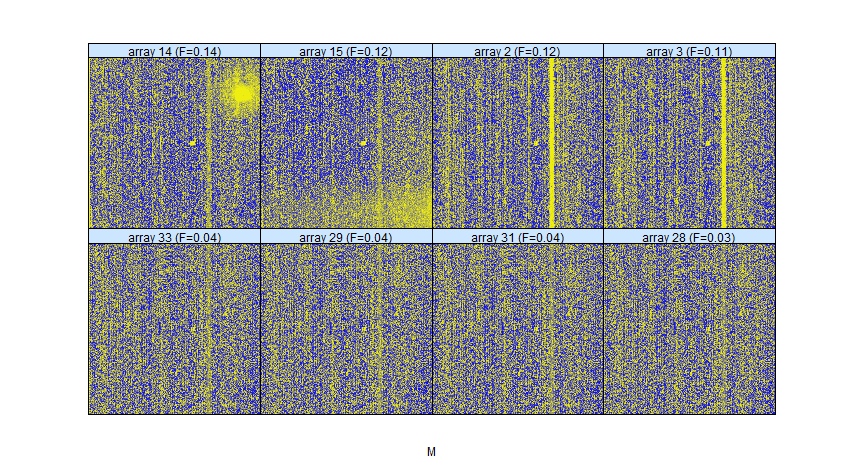 array 14 (F=0.14) array 15 (F=0.12) array 2 (F=0.12) array 3 (F=0.11)
array 33 (F=0.04) array 29 (F=0.04) array 31 (F=0.04) array 28 (F=0.03)
M